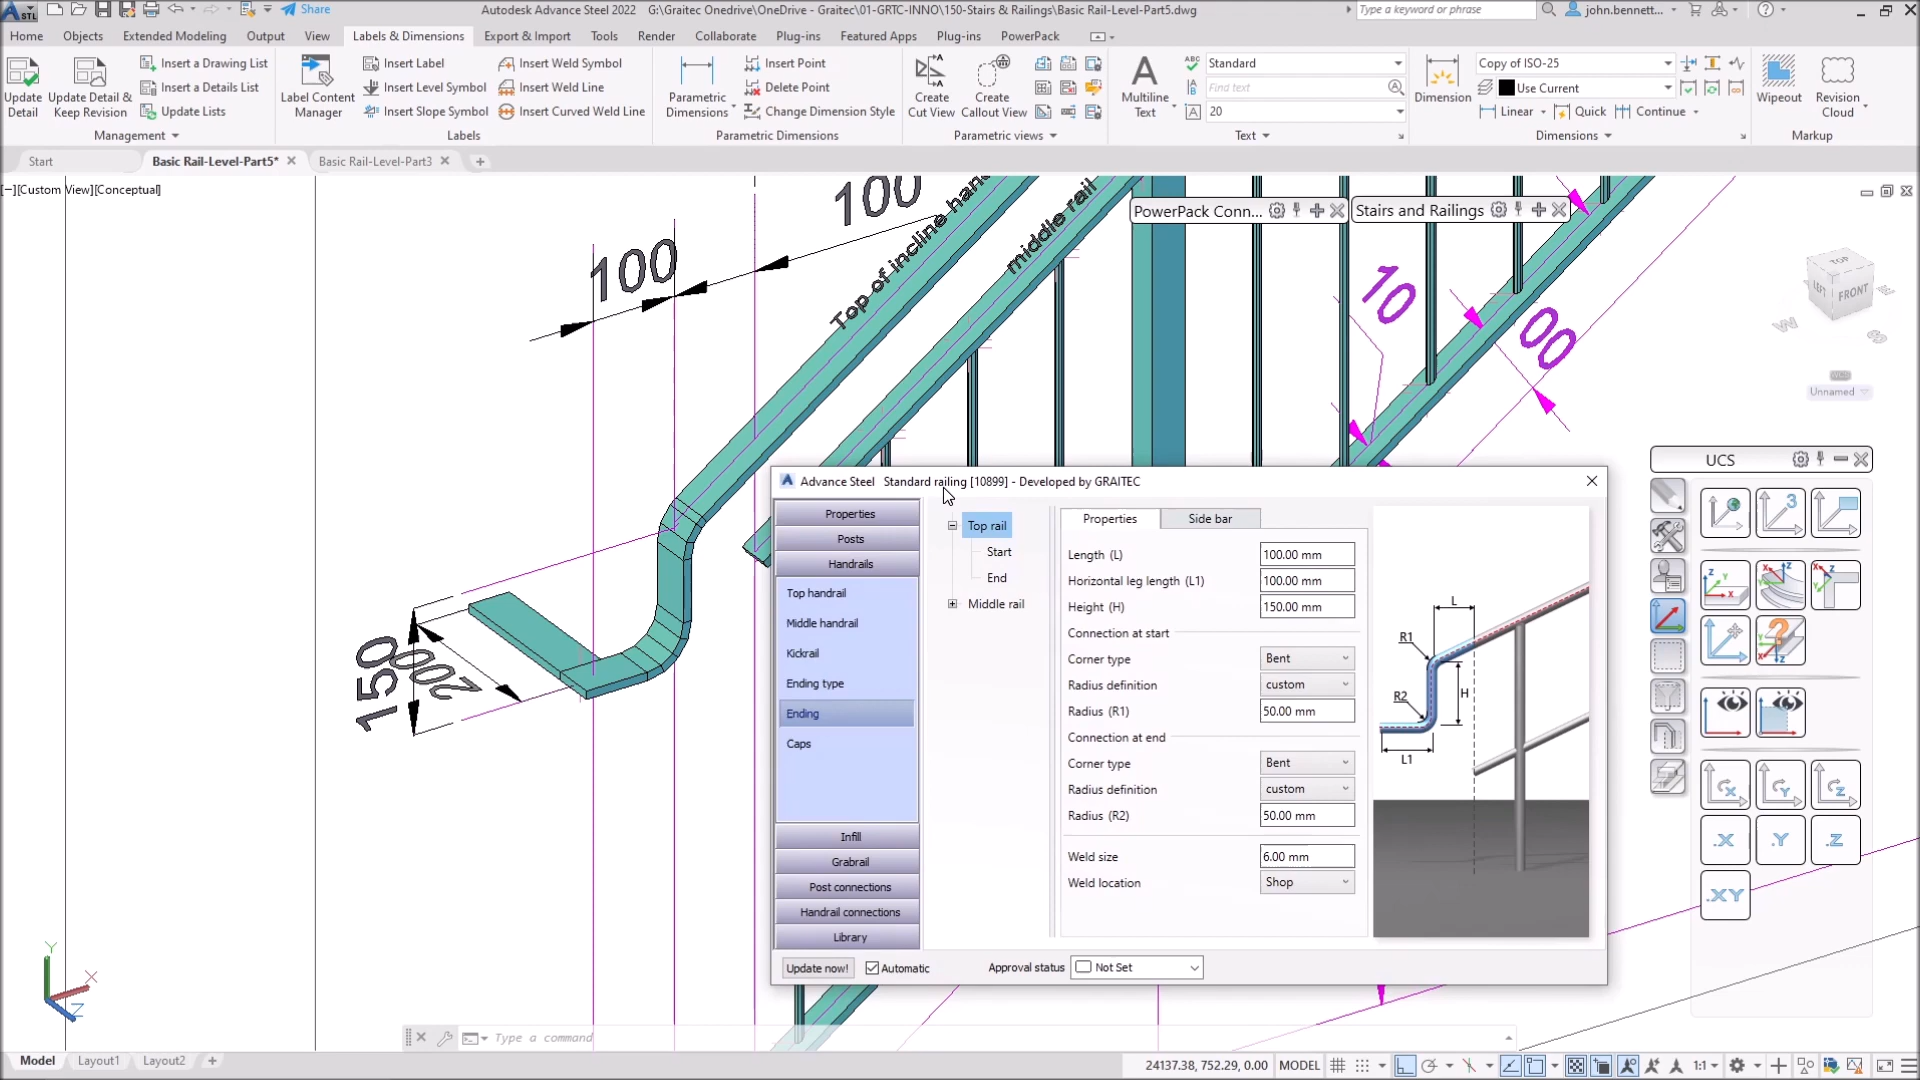 STL
Share
Autodesk Advance Steel 2022 G:\Graitec Onedrive\OneDrive - Graitec\01-GRTC-INNO\150-Stairs & Railings\Basic Rail-Level-Part5.dwg
Type a keyword or phrase
john.bennett...
Home Objects Extended Modeling Output View Labels & Dimensions Export & Import Tools Render Collaborate Plug-ins Featured Apps Plug-ins PowerPack
Update Detail
Update Detail & Keep Revision
Insert a Drawing List
Insert a Details List
Update Lists
Management
Label Content Manager
Insert Label
Insert Level Symbol
Insert Slope Symbol
Insert Weld Symbol
Insert Weld Line
Insert Curved Weld Line
Labels
Parametric Dimensions
Insert Point
Delete Point
Change Dimension Style
Parametric Dimensions
Create Cut View
Create Callout View
Parametric views
Multiline Text
Standard
Find text
20
Text
Dimension
Copy of ISO-25
Use Current
Linear Quick Continue
Dimensions
Wipeout
Revision Cloud
Markup
Start
Basic Rail-Level-Part5*
Basic Rail-Level-Part3
[−][Custom View][Conceptual]
100
100
Top of incline hand
middle rail
10
100
150
200
PowerPack Conn...
Stairs and Railings
TOP
LEFT
FRONT
W
S
UCS
Unnamed
UCS
.X
.Y
.Z
.XY
Advance Steel Standard railing [10899] - Developed by GRAITEC
Properties
Posts
Handrails
Top handrail
Middle handrail
Kickrail
Ending type
Ending
Caps
Infill
Grabrail
Post connections
Handrail connections
Library
Top rail
Start
End
Middle rail
Properties
Side bar
Length (L) 100.00 mm
Horizontal leg length (L1) 100.00 mm
Height (H) 150.00 mm
Connection at start
Corner type Bent
Radius definition custom
Radius (R1) 50.00 mm
Connection at end
Corner type Bent
Radius definition custom
Radius (R2) 50.00 mm
Weld size 6.00 mm
Weld location Shop
L
R1
H
R2
L1
Update now!
Automatic
Approval status
Not Set
Y
X
Z
Type a command
Model Layout1 Layout2
24137.38, 752.29, 0.00 MODEL
1:1